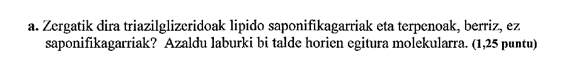 a. Zergatik dira triazilglizeridoak lipido saponifikagarriak eta terpenoak, berriz, ez
saponifikagarriak? Azaldu laburki bi talde horien egitura molekularra. (1,25 puntu)